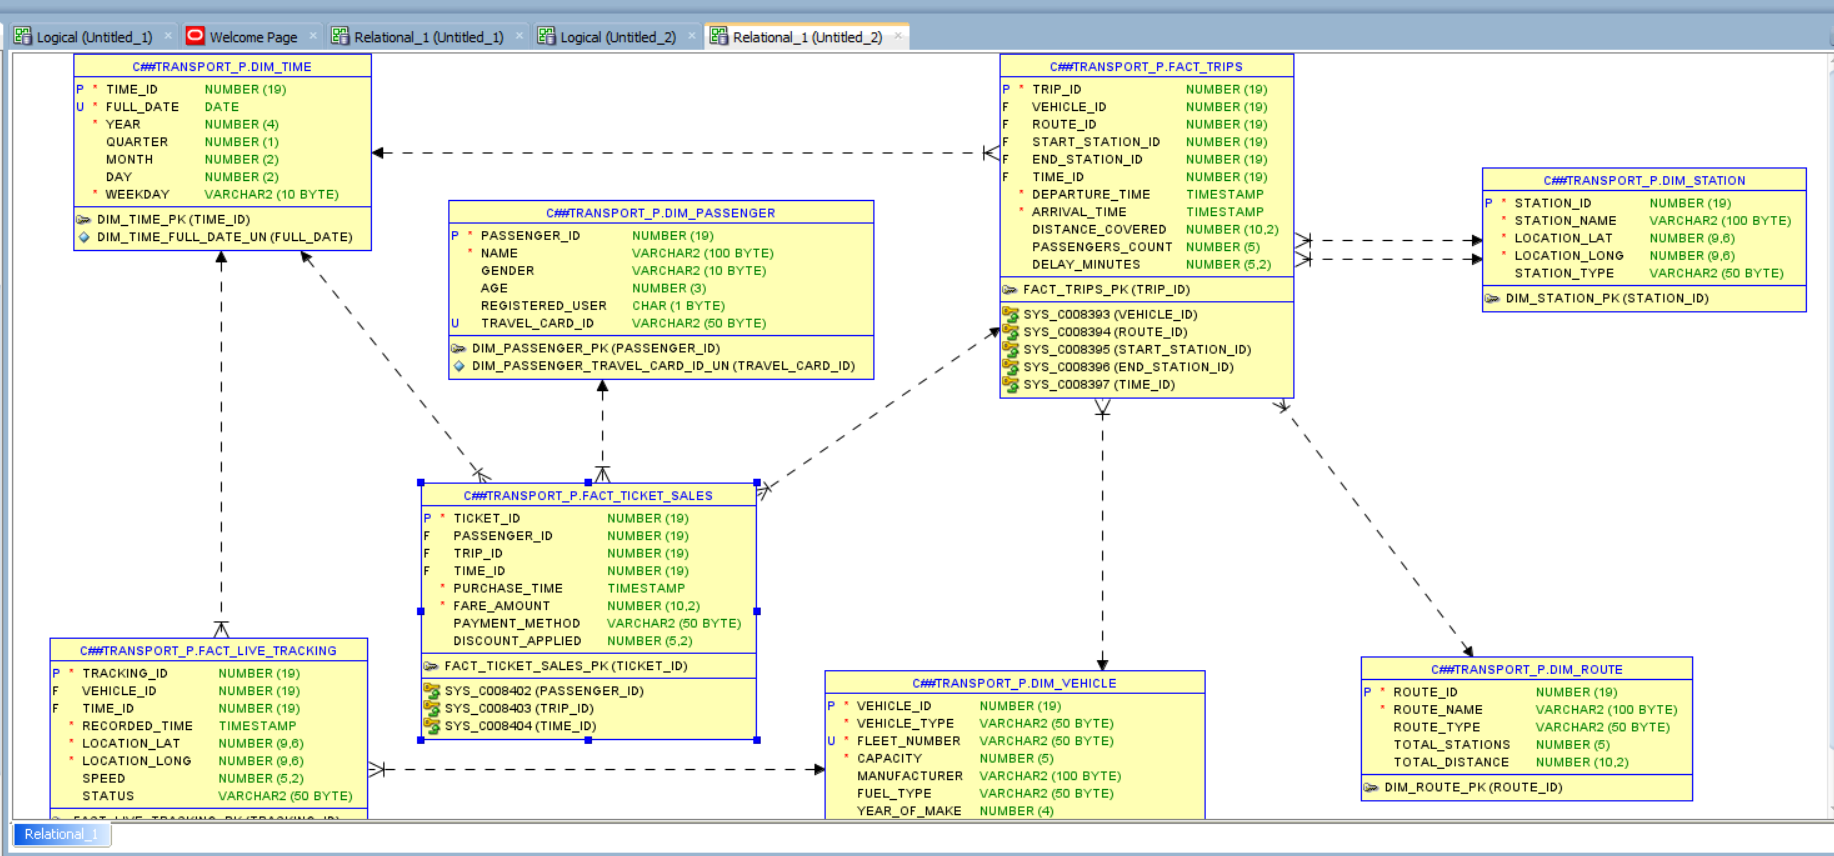 Logical (Untitled_1) Welcome Page Relational_1 (Untitled_1) Logical (Untitled_2) Relational_1 (Untitled_2)
C##TRANSPORT_P.DIM_TIME
P * TIME_ID NUMBER (19)
U * FULL_DATE DATE
* YEAR NUMBER (4)
QUARTER NUMBER (1)
MONTH NUMBER (2)
DAY NUMBER (2)
* WEEKDAY VARCHAR2 (10 BYTE)
DIM_TIME_PK (TIME_ID)
DIM_TIME_FULL_DATE_UN (FULL_DATE)
C##TRANSPORT_P.FACT_TRIPS
P * TRIP_ID NUMBER (19)
F VEHICLE_ID NUMBER (19)
F ROUTE_ID NUMBER (19)
F START_STATION_ID NUMBER (19)
F END_STATION_ID NUMBER (19)
F TIME_ID NUMBER (19)
* DEPARTURE_TIME TIMESTAMP
* ARRIVAL_TIME TIMESTAMP
DISTANCE_COVERED NUMBER (10,2)
PASSENGERS_COUNT NUMBER (5)
DELAY_MINUTES NUMBER (5,2)
FACT_TRIPS_PK (TRIP_ID)
SYS_C008393 (VEHICLE_ID)
SYS_C008394 (ROUTE_ID)
SYS_C008395 (START_STATION_ID)
SYS_C008396 (END_STATION_ID)
SYS_C008397 (TIME_ID)
C##TRANSPORT_P.DIM_STATION
P * STATION_ID NUMBER (19)
* STATION_NAME VARCHAR2 (100 BYTE)
* LOCATION_LAT NUMBER (9,6)
* LOCATION_LONG NUMBER (9,6)
STATION_TYPE VARCHAR2 (50 BYTE)
DIM_STATION_PK (STATION_ID)
C##TRANSPORT_P.DIM_PASSENGER
P * PASSENGER_ID NUMBER (19)
* NAME VARCHAR2 (100 BYTE)
GENDER VARCHAR2 (10 BYTE)
AGE NUMBER (3)
REGISTERED_USER CHAR (1 BYTE)
U TRAVEL_CARD_ID VARCHAR2 (50 BYTE)
DIM_PASSENGER_PK (PASSENGER_ID)
DIM_PASSENGER_TRAVEL_CARD_ID_UN (TRAVEL_CARD_ID)
C##TRANSPORT_P.FACT_TICKET_SALES
P * TICKET_ID NUMBER (19)
F PASSENGER_ID NUMBER (19)
F TRIP_ID NUMBER (19)
F TIME_ID NUMBER (19)
* PURCHASE_TIME TIMESTAMP
* FARE_AMOUNT NUMBER (10,2)
PAYMENT_METHOD VARCHAR2 (50 BYTE)
DISCOUNT_APPLIED NUMBER (5,2)
FACT_TICKET_SALES_PK (TICKET_ID)
SYS_C008402 (PASSENGER_ID)
SYS_C008403 (TRIP_ID)
SYS_C008404 (TIME_ID)
C##TRANSPORT_P.FACT_LIVE_TRACKING
P * TRACKING_ID NUMBER (19)
F VEHICLE_ID NUMBER (19)
F TIME_ID NUMBER (19)
* RECORDED_TIME TIMESTAMP
* LOCATION_LAT NUMBER (9,6)
* LOCATION_LONG NUMBER (9,6)
SPEED NUMBER (5,2)
STATUS VARCHAR2 (50 BYTE)
FACT_LIVE_TRACKING_PK (TRACKING_ID)
C##TRANSPORT_P.DIM_VEHICLE
P * VEHICLE_ID NUMBER (19)
* VEHICLE_TYPE VARCHAR2 (50 BYTE)
U * FLEET_NUMBER VARCHAR2 (50 BYTE)
* CAPACITY NUMBER (5)
MANUFACTURER VARCHAR2 (100 BYTE)
FUEL_TYPE VARCHAR2 (50 BYTE)
YEAR_OF_MAKE NUMBER (4)
C##TRANSPORT_P.DIM_ROUTE
P * ROUTE_ID NUMBER (19)
* ROUTE_NAME VARCHAR2 (100 BYTE)
ROUTE_TYPE VARCHAR2 (50 BYTE)
TOTAL_STATIONS NUMBER (5)
TOTAL_DISTANCE NUMBER (10,2)
DIM_ROUTE_PK (ROUTE_ID)
Relational_1